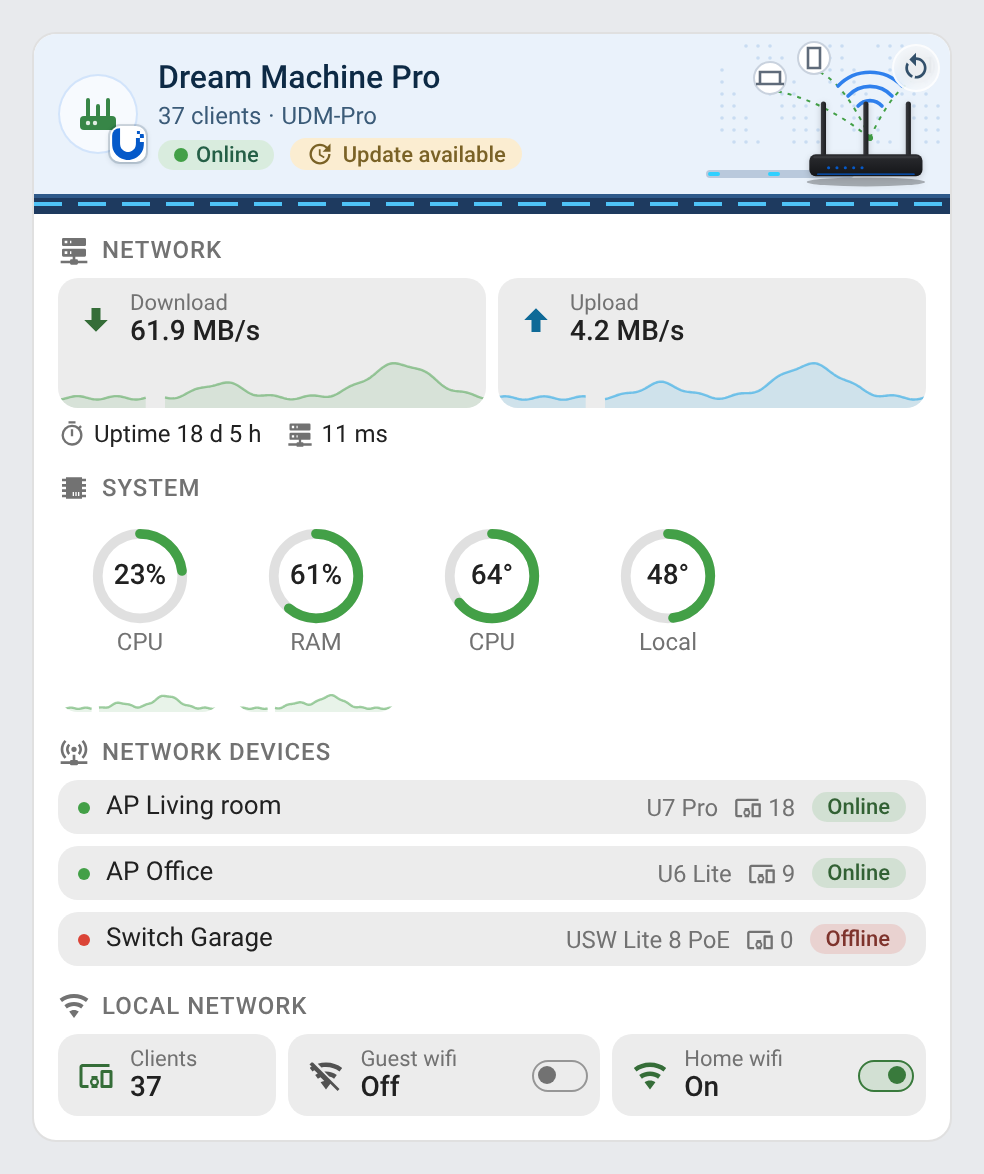 Dream Machine Pro
37 clients · UDM-Pro
Online
Update available
NETWORK
Download
61.9 MB/s
Upload
4.2 MB/s
Uptime 18 d 5 h
11 ms
SYSTEM
23%
CPU
61%
RAM
64°
CPU
48°
Local
NETWORK DEVICES
AP Living room
U7 Pro
18
Online
AP Office
U6 Lite
9
Online
Switch Garage
USW Lite 8 PoE
0
Offline
LOCAL NETWORK
Clients
37
Guest wifi
Off
Home wifi
On